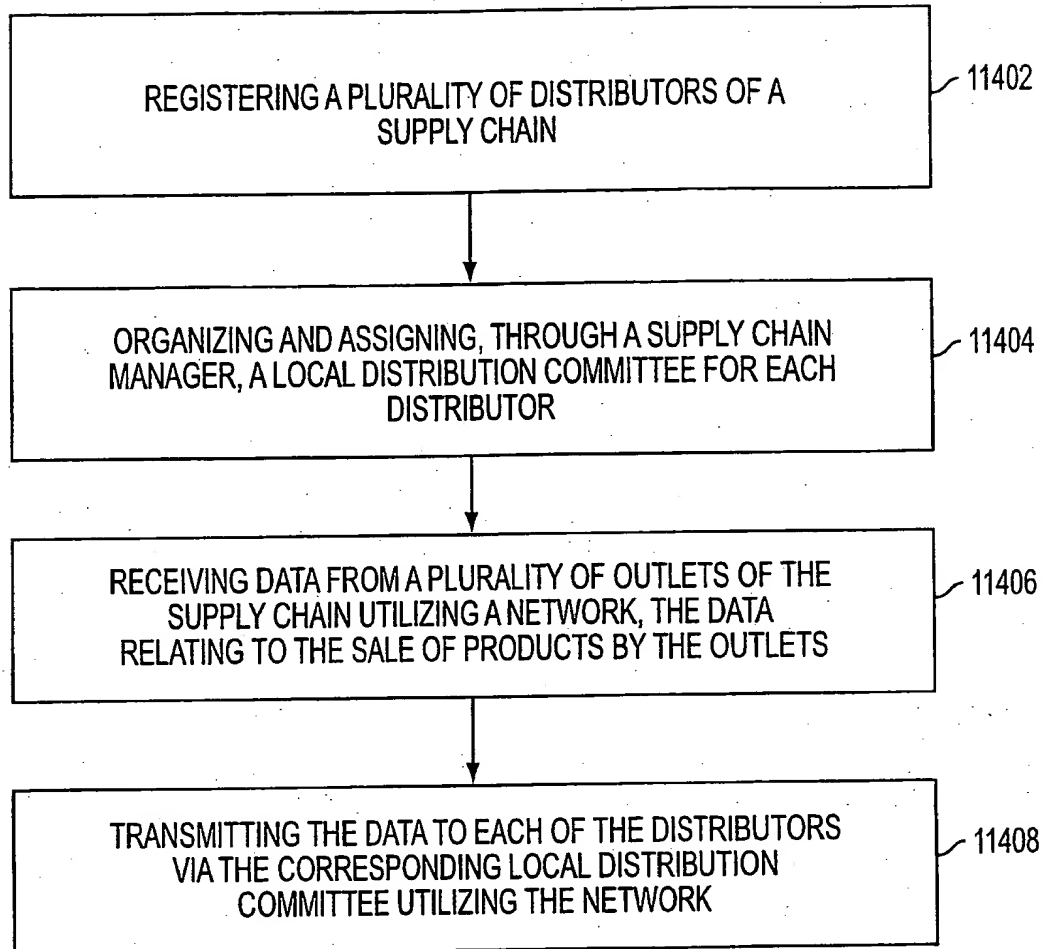 REGISTERING A PLURALITY OF DISTRIBUTORS OF A
SUPPLY CHAIN
11402
ORGANIZING AND ASSIGNING, THROUGH A SUPPLY CHAIN
MANAGER, A LOCAL DISTRIBUTION COMMITTEE FOR EACH
DISTRIBUTOR
11404
RECEIVING DATA FROM A PLURALITY OF OUTLETS OF THE
SUPPLY CHAIN UTILIZING A NETWORK, THE DATA
RELATING TO THE SALE OF PRODUCTS BY THE OUTLETS
11406
TRANSMITTING THE DATA TO EACH OF THE DISTRIBUTORS
VIA THE CORRESPONDING LOCAL DISTRIBUTION
COMMITTEE UTILIZING THE NETWORK
11408